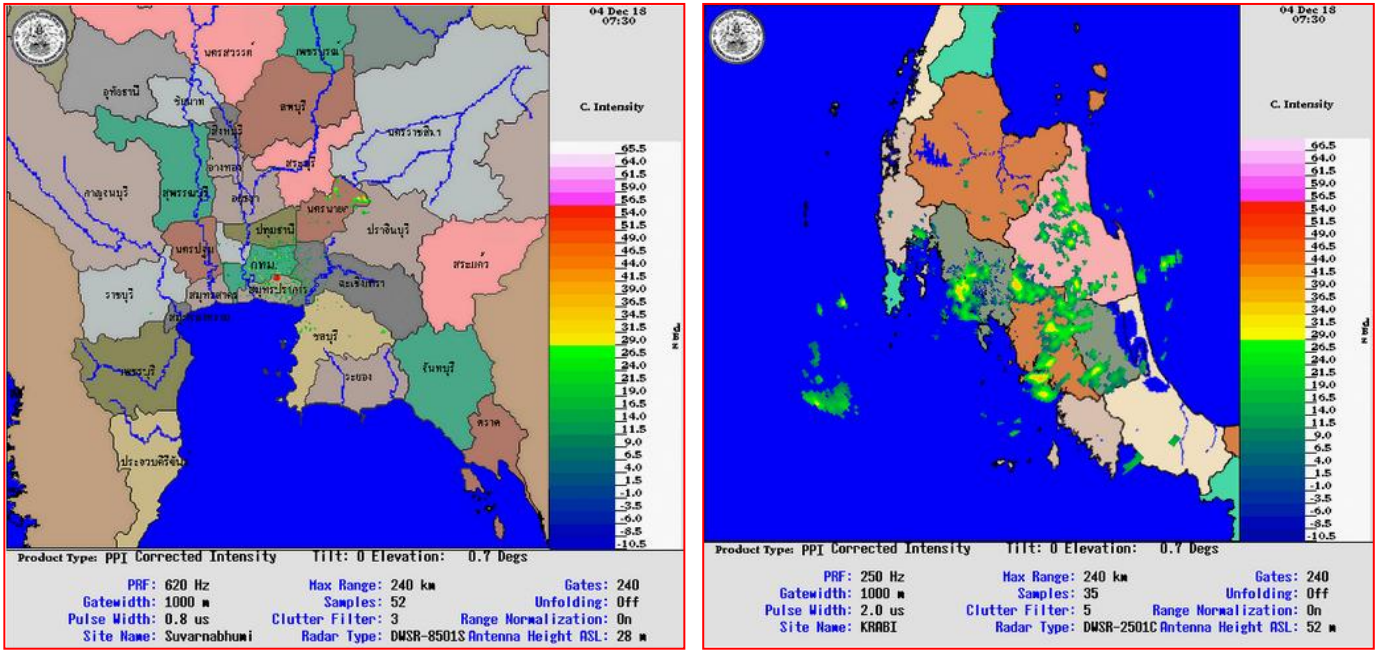 04 Dec 18
07:30
C. Intensity
65.5
64.0
61.5
59.0
56.5
54.0
51.5
49.0
46.5
44.0
41.5
39.0
36.5
34.0
31.5
29.0
26.5
24.0
21.5
19.0
16.5
14.0
11.5
9.0
6.5
4.0
1.5
-1.0
-3.5
-6.0
-8.5
-10.5
นครสวรรค์
เพชรบูรณ์
อุทัยธานี
ชัยนาท
ลพบุรี
สิงห์บุรี
นครราชสีมา
อ่างทอง
สระบุรี
กาญจนบุรี
สุพรรณบุรี
อยุธยา
นครนายก
ปทุมธานี
ปราจีนบุรี
นครปฐม
กทม.
สระแก้ว
ราชบุรี
สมุทรสาคร
สมุทรปราการ
ฉะเชิงเทรา
ชลบุรี
เพชรบุรี
ระยอง
จันทบุรี
ตราด
ประจวบคีรีขันธ์
Product Type: PPI Corrected Intensity Tilt: 0 Elevation: 0.7 Degs
PRF: 620 Hz Max Range: 240 km Gates: 240
Gatewidth: 1000 m Samples: 52 Unfolding: Off
Pulse Width: 0.8 us Clutter Filter: 3 Range Normalization: On
Site Name: Suvarnabhumi Radar Type: DWSR-8501S Antenna Height ASL: 28 m
04 Dec 18
07:30
C. Intensity
66.5
64.0
61.5
59.0
56.5
54.0
51.5
49.0
46.5
44.0
41.5
39.0
36.5
34.0
31.5
29.0
26.5
24.0
21.5
19.0
16.5
14.0
11.5
9.0
6.5
4.0
1.5
-1.0
-3.5
-6.0
-8.5
-10.5
Product Type: PPI Corrected Intensity Tilt: 0 Elevation: 0.7 Degs
PRF: 250 Hz Max Range: 240 km Gates: 240
Gatewidth: 1000 m Samples: 35 Unfolding: Off
Pulse Width: 2.0 us Clutter Filter: 5 Range Normalization: On
Site Name: KRABI Radar Type: DWSR-2501C Antenna Height ASL: 52 m